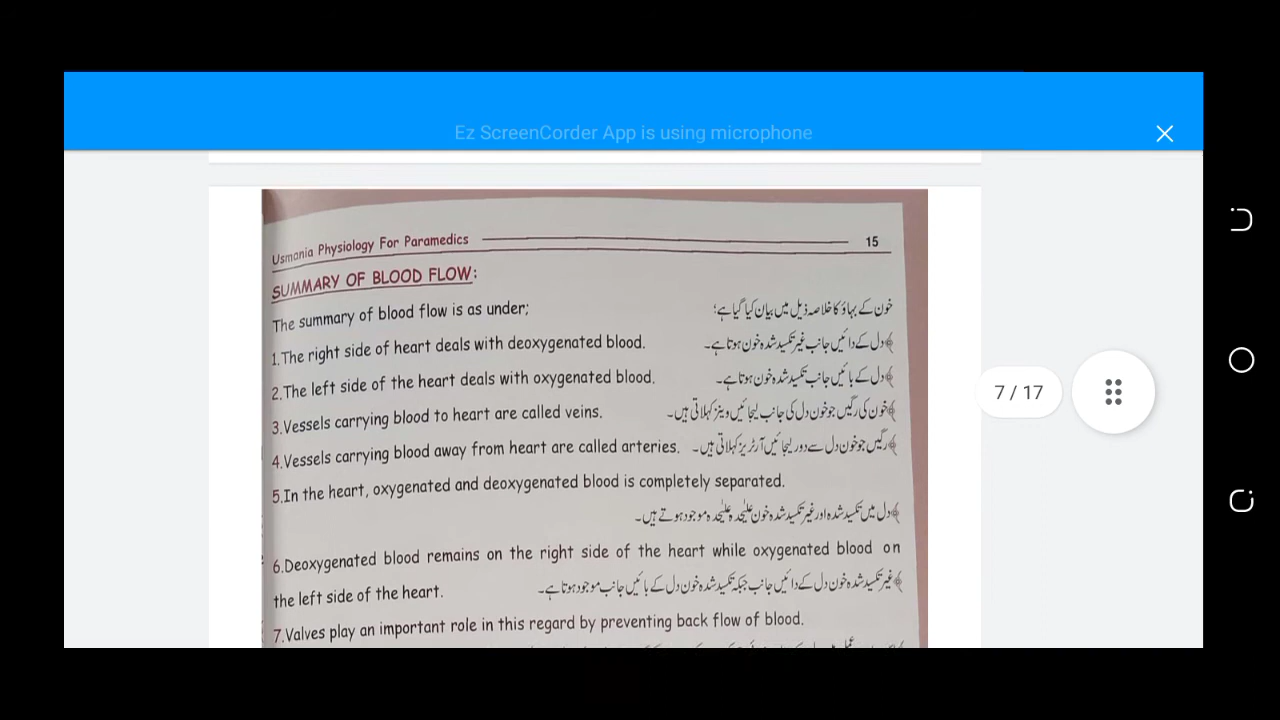 Ez ScreenCorder App is using microphone
Usmania Physiology For Paramedics 15
SUMMARY OF BLOOD FLOW:
The summary of blood flow is as under; خون کے بہاؤ کا خلاصہ ذیل میں بیان کیا گیا ہے؛
1.The right side of heart deals with deoxygenated blood. دل کے دائیں جانب غیر تکسید شدہ خون ہوتا ہے۔
2.The left side of the heart deals with oxygenated blood. دل کے بائیں جانب تکسید شدہ خون ہوتا ہے۔
3.Vessels carrying blood to heart are called veins. خون کی رگیں جو خون دل کی جانب لیجائیں وینز کہلاتی ہیں۔
4.Vessels carrying blood away from heart are called arteries. رگیں جو خون دل سے دور لیجائیں آرٹریز کہلاتی ہیں۔
5.In the heart, oxygenated and deoxygenated blood is completely separated.
دل میں تکسید شدہ اور غیر تکسید شدہ خون علیٰحدہ علیٰحدہ موجود ہوتے ہیں۔
6.Deoxygenated blood remains on the right side of the heart while oxygenated blood on
the left side of the heart. غیر تکسید شدہ خون دل کے دائیں جانب جبکہ تکسید شدہ خون دل کے بائیں جانب موجود ہوتا ہے۔
7.Valves play an important role in this regard by preventing back flow of blood.
7 / 17